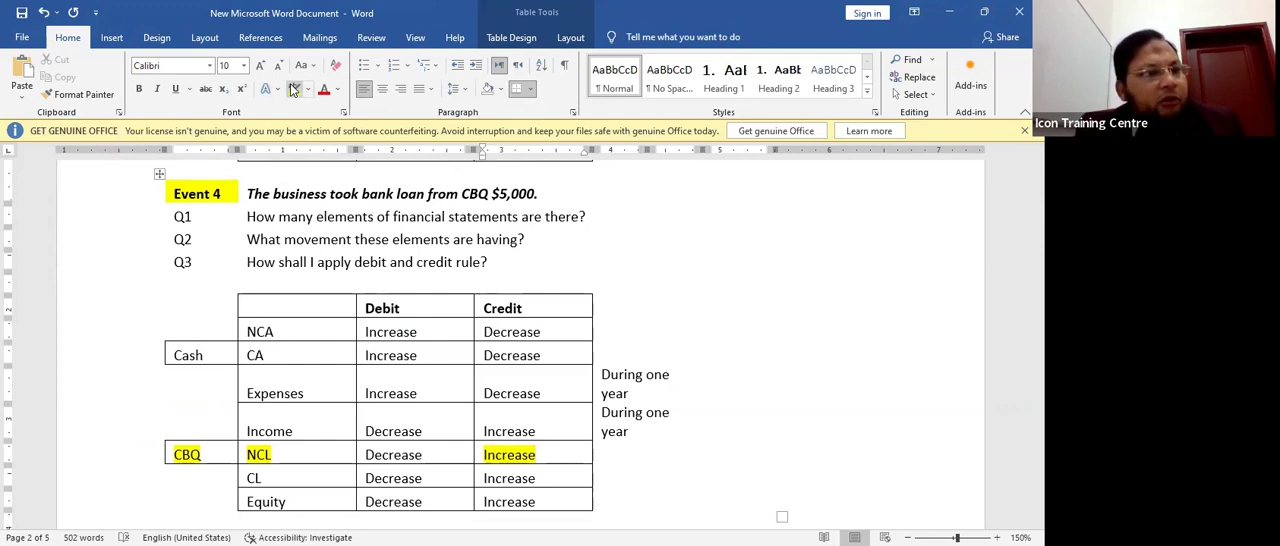 New Microsoft Word Document - Word
Table Tools
Sign in
File Home Insert Design Layout References Mailings Review View Help Table Design Layout Tell me what you want to do Share
Paste
Cut
Copy
Format Painter
Clipboard
Calibri 10
Font
Paragraph
AaBbCcD AaBbCcD 1. AaI 1. AaBb AaBbCcD
¶ Normal ¶ No Spac... Heading 1 Heading 2 Heading 3
Styles
Find
Replace
Select
Editing
Add-ins
Add-ins
GET GENUINE OFFICE Your license isn't genuine, and you may be a victim of software counterfeiting. Avoid interruption and keep your files safe with genuine Office today. Get genuine Office Learn more
Icon Training Centre
Event 4 The business took bank loan from CBQ $5,000.
Q1 How many elements of financial statements are there?
Q2 What movement these elements are having?
Q3 How shall I apply debit and credit rule?
Debit Credit
NCA Increase Decrease
Cash CA Increase Decrease
Expenses Increase Decrease During one year
Income Decrease Increase During one year
CBQ NCL Decrease Increase
CL Decrease Increase
Equity Decrease Increase
Page 2 of 5 502 words English (United States) Accessibility: Investigate 150%